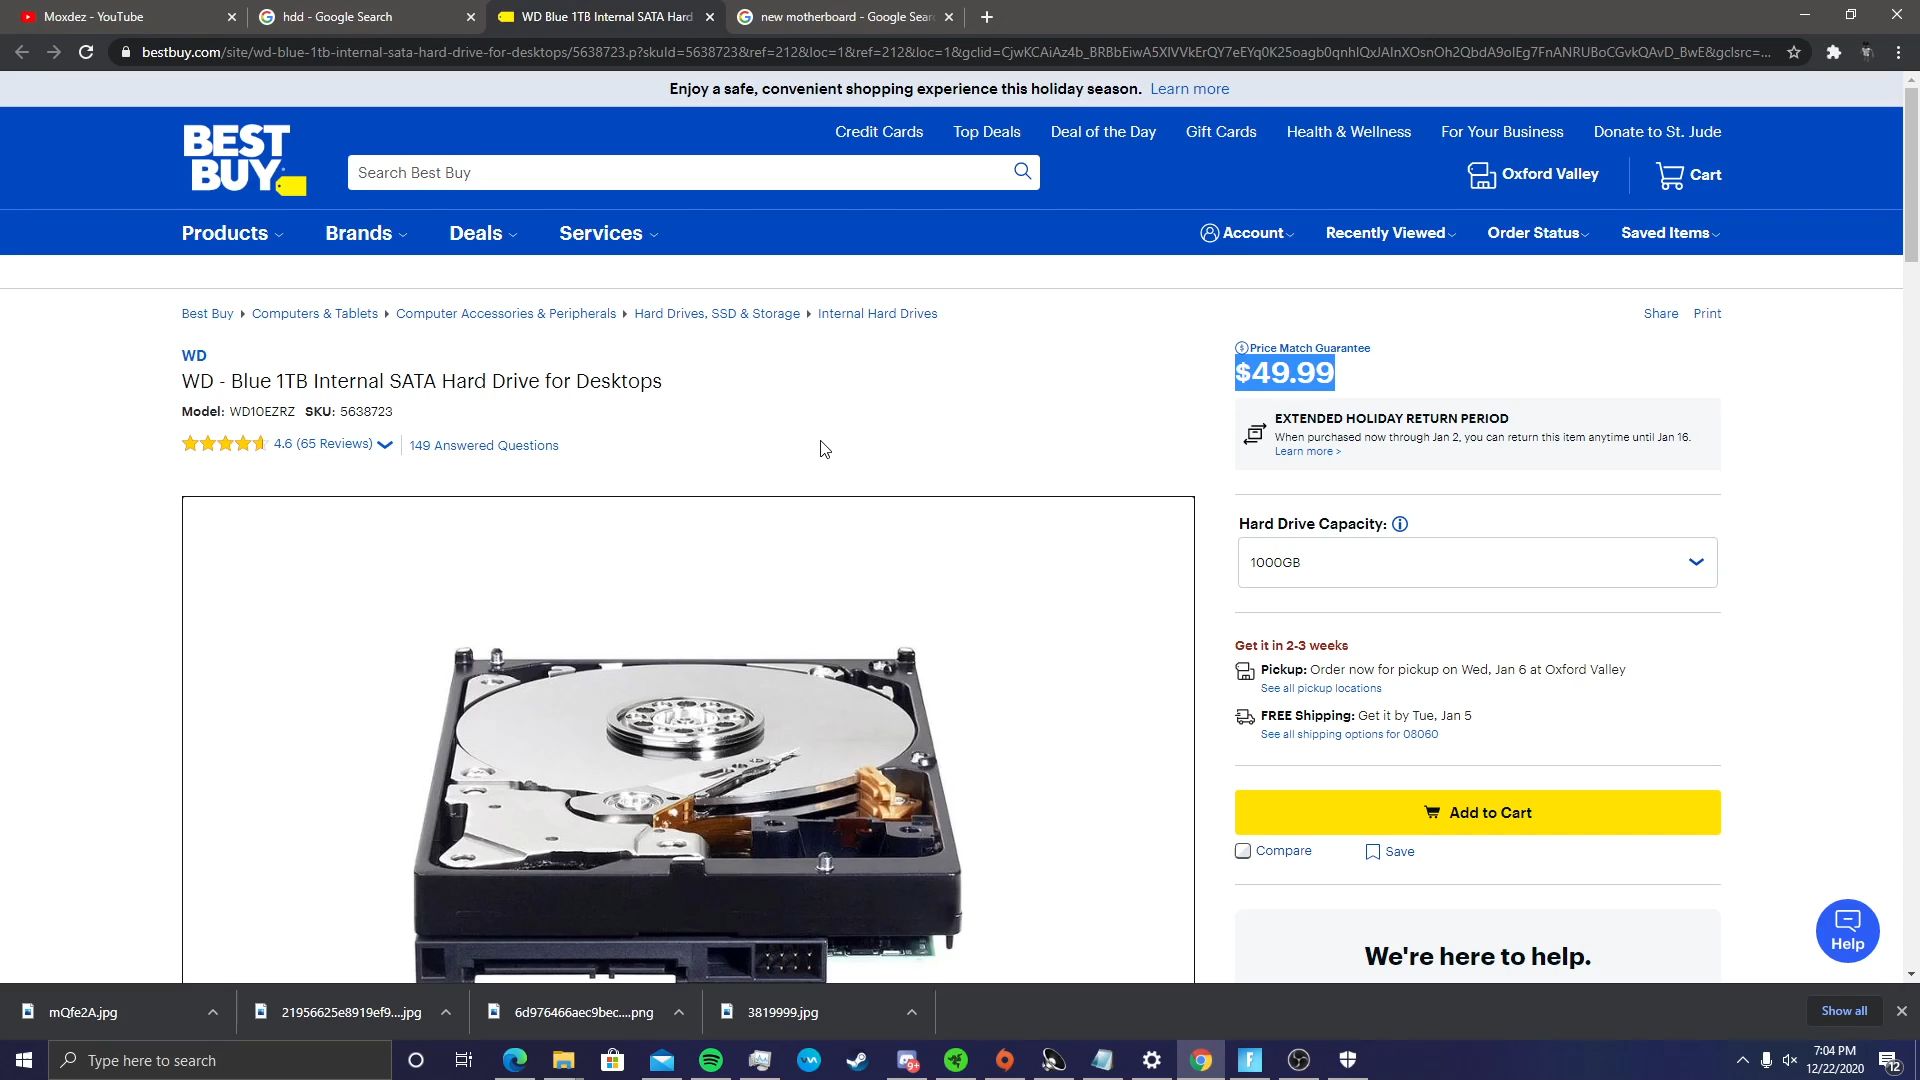 Moxdez - YouTube
hdd - Google Search
WD Blue 1TB Internal SATA Hard
new motherboard - Google Sear
bestbuy.com/site/wd-blue-1tb-internal-sata-hard-drive-for-desktops/5638723.p?skuId=5638723&ref=212&loc=1&ref=212&loc=1&gclid=
Enjoy a safe, convenient shopping experience this holiday season. Learn more
BEST BUY
Credit Cards Top Deals Deal of the Day Gift Cards Health & Wellness For Your Business Donate to St. Jude
Search Best Buy
Oxford Valley
Cart
Products Brands Deals Services
Account Recently Viewed Order Status Saved Items
Best Buy Computers & Tablets Computer Accessories & Peripherals Hard Drives, SSD & Storage Internal Hard Drives
Share Print
WD
WD - Blue 1TB Internal SATA Hard Drive for Desktops
Model: WD10EZRZ SKU: 5638723
4.6 (65 Reviews) 149 Answered Questions
Price Match Guarantee
$49.99
EXTENDED HOLIDAY RETURN PERIOD
When purchased now through Jan 2, you can return this item anytime until Jan 16.
Learn more >
Hard Drive Capacity:
1000GB
Get it in 2-3 weeks
Pickup: Order now for pickup on Wed, Jan 6 at Oxford Valley
See all pickup locations
FREE Shipping: Get it by Tue, Jan 5
See all shipping options for 08060
Add to Cart
Compare Save
We're here to help.
Help
mQfe2A.jpg
21956625e8919ef9....jpg
6d976466aec9bec....png
3819999.jpg
Show all
Type here to search
7:04 PM
12/22/2020
12